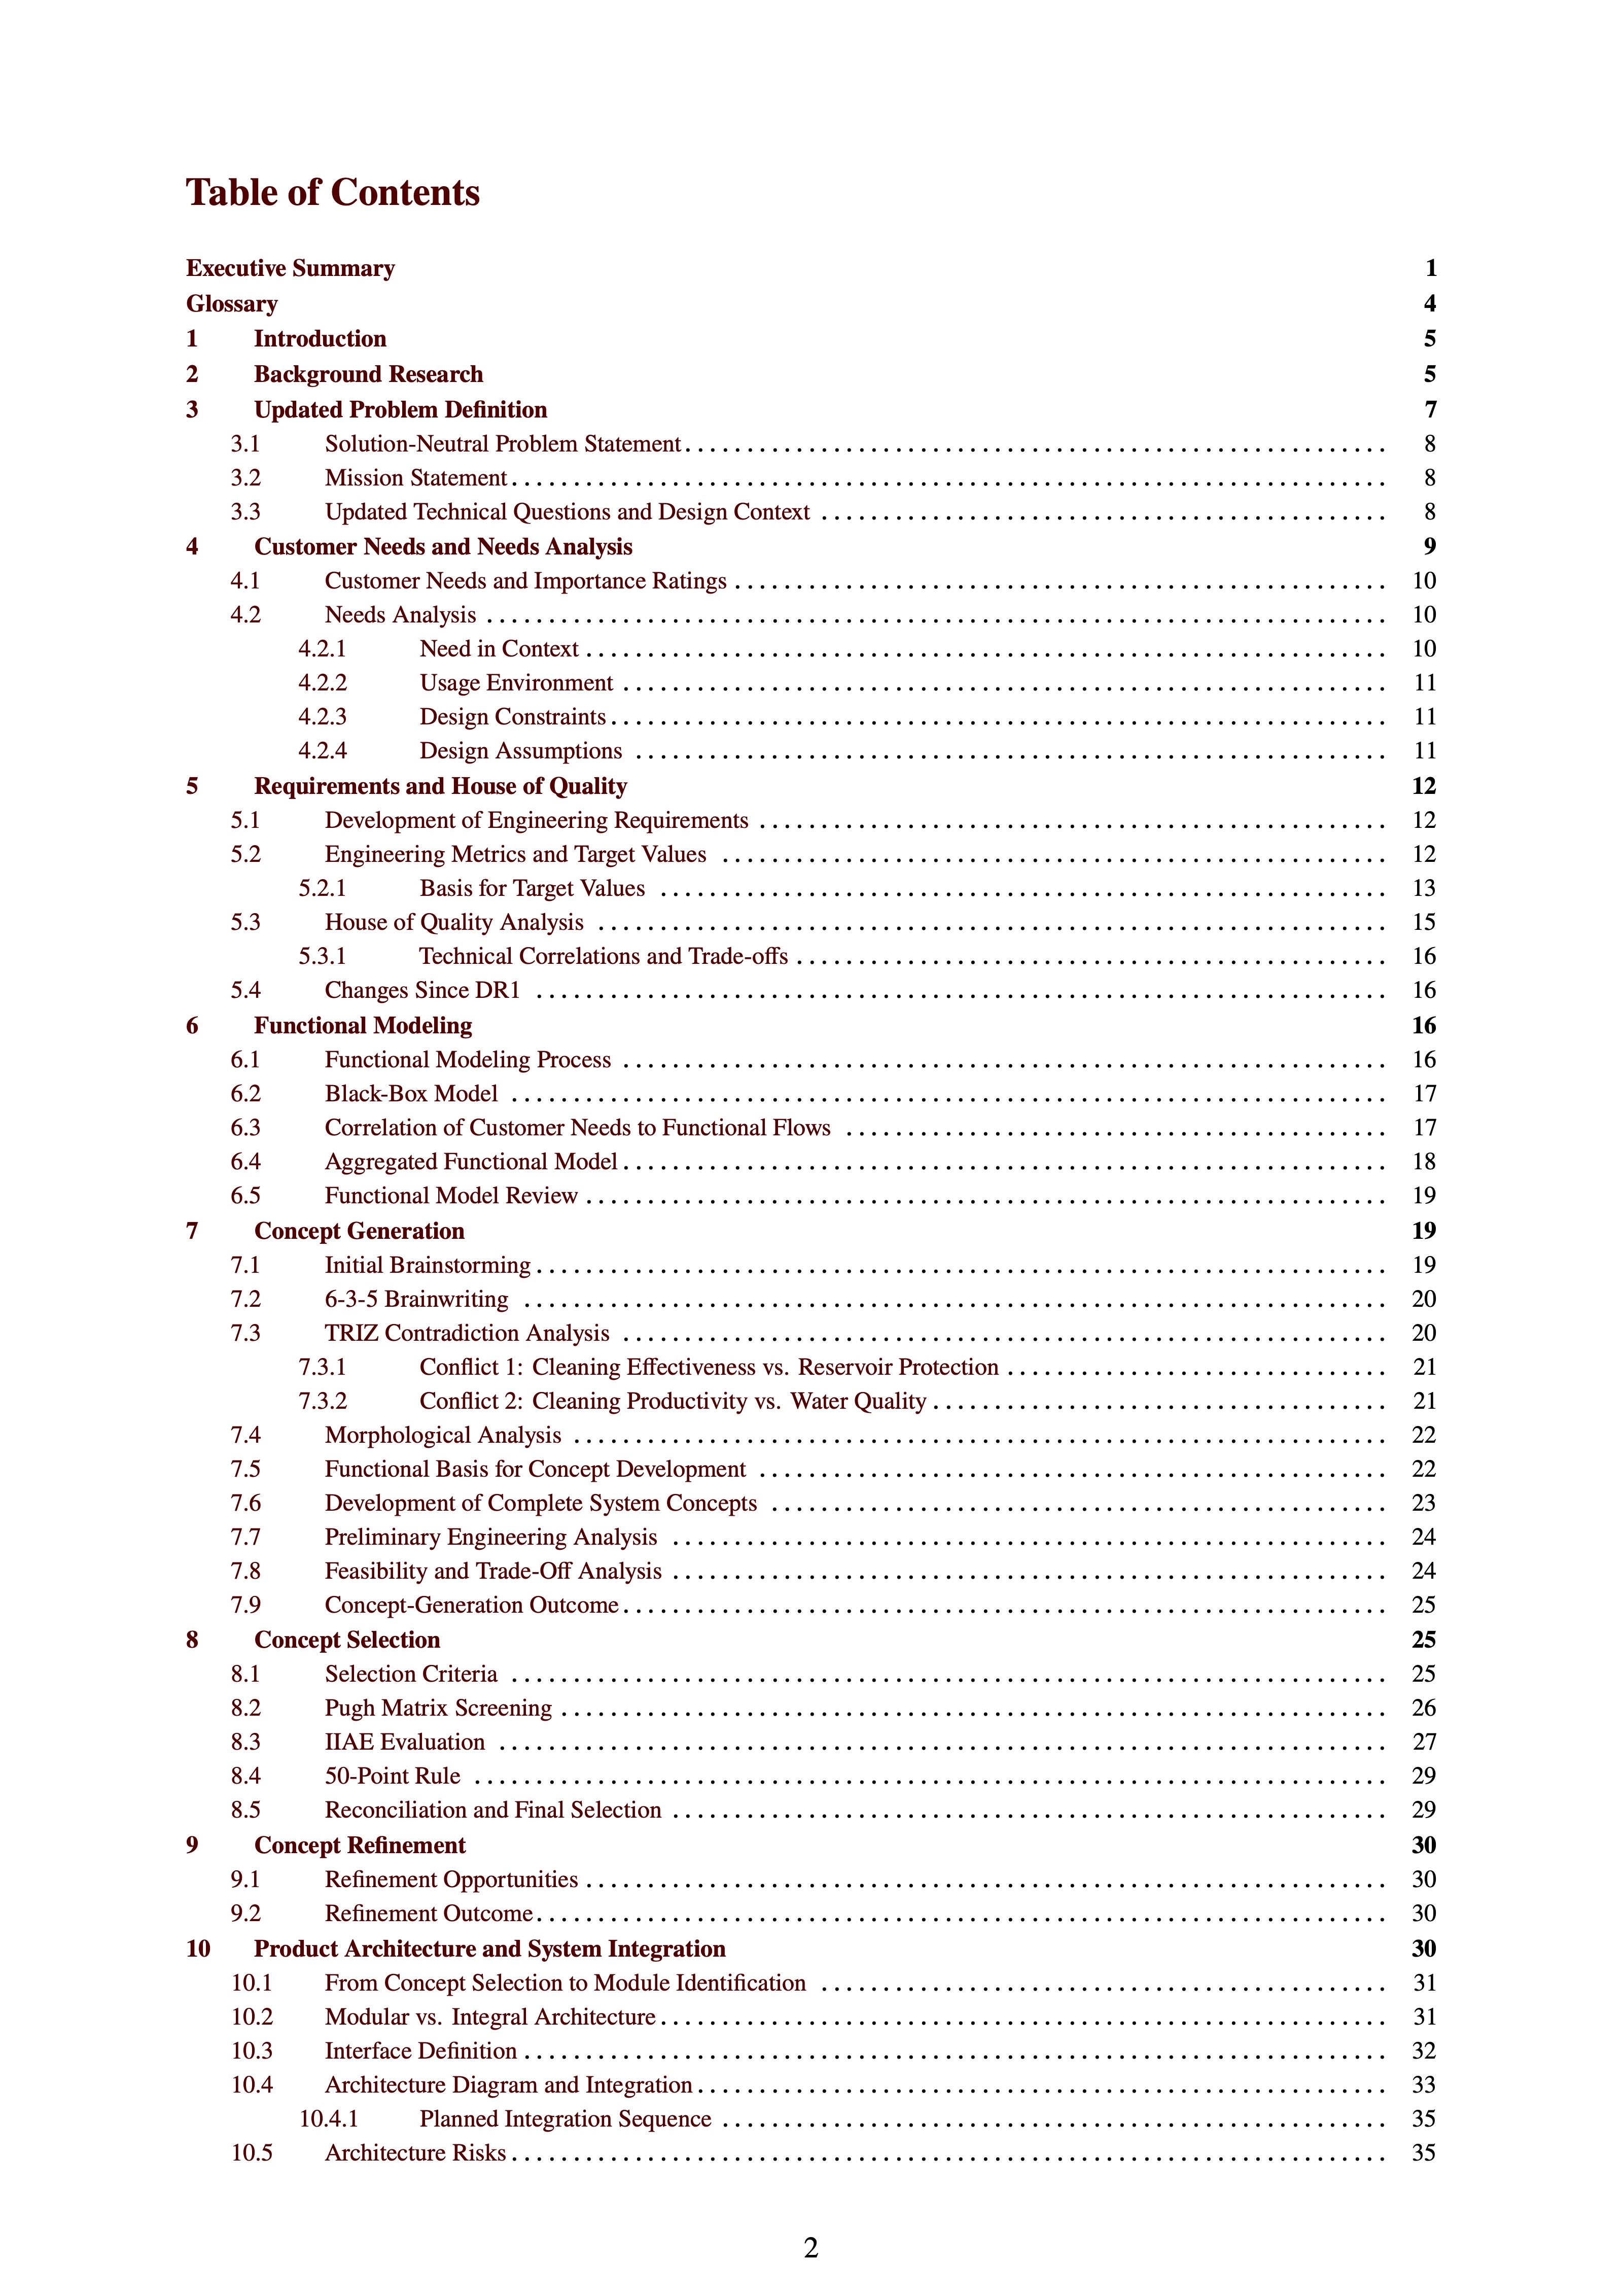 Table of Contents
Executive Summary 1
Glossary 4
1 Introduction 5
2 Background Research 5
3 Updated Problem Definition 7
3.1 Solution-Neutral Problem Statement 8
3.2 Mission Statement 8
3.3 Updated Technical Questions and Design Context 8
4 Customer Needs and Needs Analysis 9
4.1 Customer Needs and Importance Ratings 10
4.2 Needs Analysis 10
4.2.1 Need in Context 10
4.2.2 Usage Environment 11
4.2.3 Design Constraints 11
4.2.4 Design Assumptions 11
5 Requirements and House of Quality 12
5.1 Development of Engineering Requirements 12
5.2 Engineering Metrics and Target Values 12
5.2.1 Basis for Target Values 13
5.3 House of Quality Analysis 15
5.3.1 Technical Correlations and Trade-offs 16
5.4 Changes Since DR1 16
6 Functional Modeling 16
6.1 Functional Modeling Process 16
6.2 Black-Box Model 17
6.3 Correlation of Customer Needs to Functional Flows 17
6.4 Aggregated Functional Model 18
6.5 Functional Model Review 19
7 Concept Generation 19
7.1 Initial Brainstorming 19
7.2 6-3-5 Brainwriting 20
7.3 TRIZ Contradiction Analysis 20
7.3.1 Conflict 1: Cleaning Effectiveness vs. Reservoir Protection 21
7.3.2 Conflict 2: Cleaning Productivity vs. Water Quality 21
7.4 Morphological Analysis 22
7.5 Functional Basis for Concept Development 22
7.6 Development of Complete System Concepts 23
7.7 Preliminary Engineering Analysis 24
7.8 Feasibility and Trade-Off Analysis 24
7.9 Concept-Generation Outcome 25
8 Concept Selection 25
8.1 Selection Criteria 25
8.2 Pugh Matrix Screening 26
8.3 IIAE Evaluation 27
8.4 50-Point Rule 29
8.5 Reconciliation and Final Selection 29
9 Concept Refinement 30
9.1 Refinement Opportunities 30
9.2 Refinement Outcome 30
10 Product Architecture and System Integration 30
10.1 From Concept Selection to Module Identification 31
10.2 Modular vs. Integral Architecture 31
10.3 Interface Definition 32
10.4 Architecture Diagram and Integration 33
10.4.1 Planned Integration Sequence 35
10.5 Architecture Risks 35
2